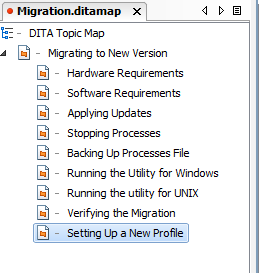 Migration.ditamap
DITA Topic Map
Migrating to New Version
Hardware Requirements
Software Requirements
Applying Updates
Stopping Processes
Backing Up Processes File
Running the Utility for Windows
Running the utility for UNIX
Verifying the Migration
Setting Up a New Profile